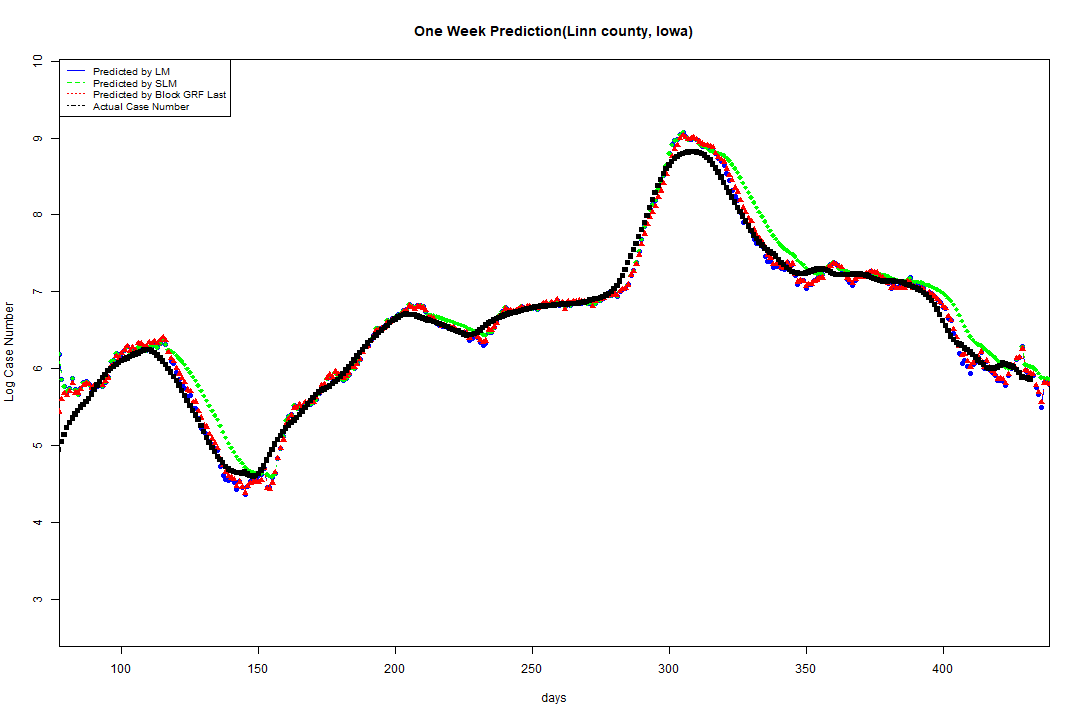 One Week Prediction(Linn county, Iowa)
Predicted by LM
Predicted by SLM
Predicted by Block GRF Last
Actual Case Number
10
9
8
7
6
5
4
3
Log Case Number
100 150 200 250 300 350 400
days